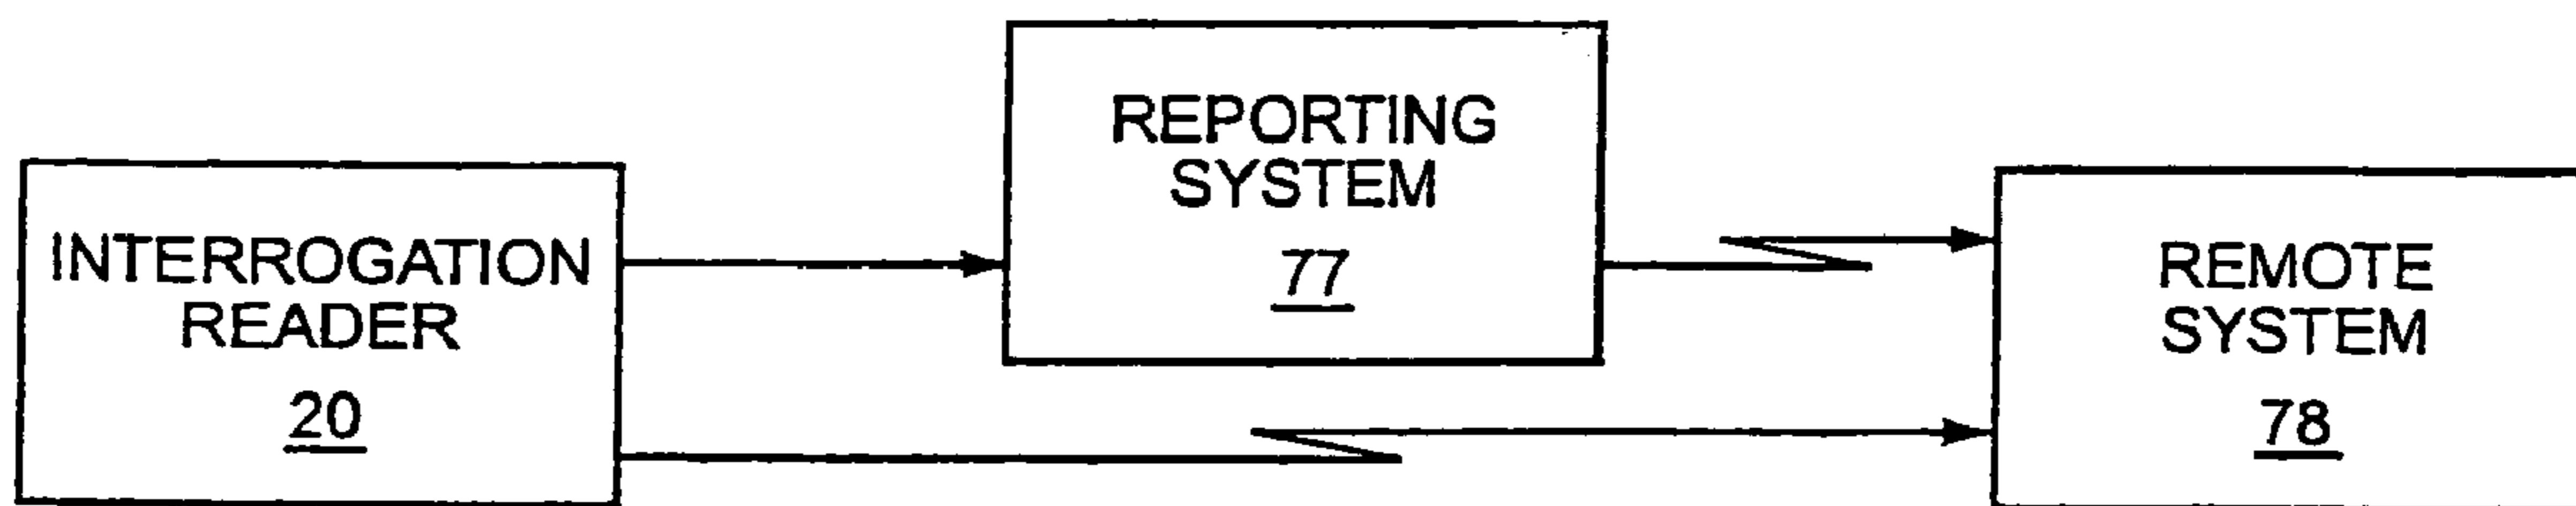 INTERROGATION
READER
20
REPORTING
SYSTEM
77
REMOTE
SYSTEM
78